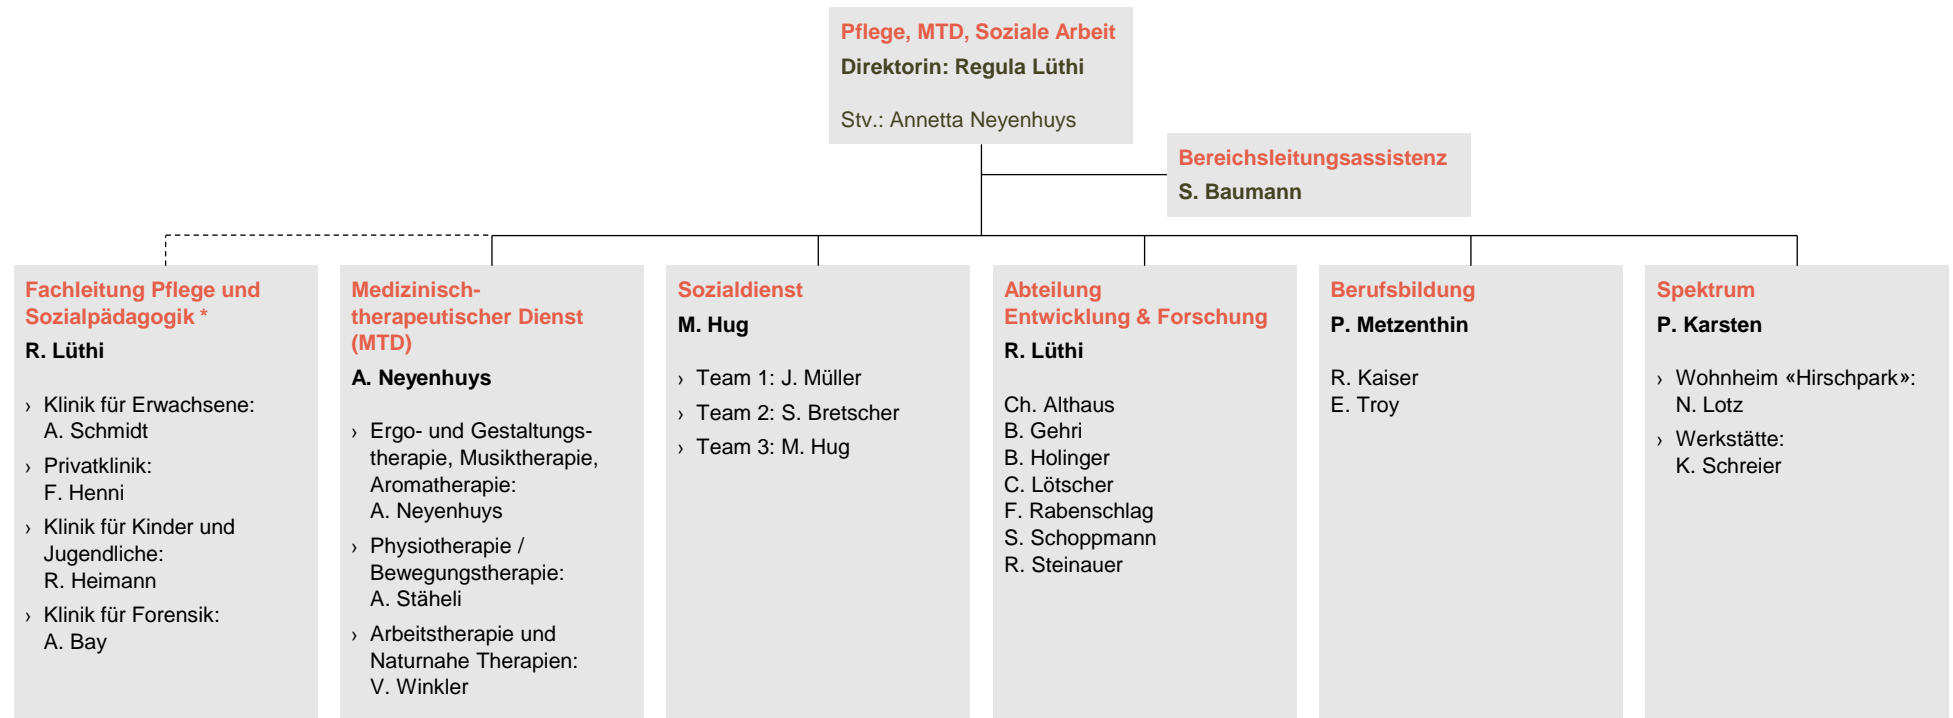 Pflege, MTD, Soziale Arbeit
Direktorin: Regula Lüthi
Stv.: Annetta Neyenhuys
Bereichsleitungsassistenz
S. Baumann
Fachleitung Pflege und
Sozialpädagogik *
R. Lüthi
› Klinik für Erwachsene:
A. Schmidt
› Privatklinik:
F. Henni
› Klinik für Kinder und
Jugendliche:
R. Heimann
› Klinik für Forensik:
A. Bay
Medizinisch-
therapeutischer Dienst
(MTD)
A. Neyenhuys
› Ergo- und Gestaltungs-
therapie, Musiktherapie,
Aromatherapie:
A. Neyenhuys
› Physiotherapie /
Bewegungstherapie:
A. Stäheli
› Arbeitstherapie und
Naturnahe Therapien:
V. Winkler
Sozialdienst
M. Hug
› Team 1: J. Müller
› Team 2: S. Bretscher
› Team 3: M. Hug
Abteilung
Entwicklung & Forschung
R. Lüthi
Ch. Althaus
B. Gehri
B. Holinger
C. Lötscher
F. Rabenschlag
S. Schoppmann
R. Steinauer
Berufsbildung
P. Metzenthin
R. Kaiser
E. Troy
Spektrum
P. Karsten
› Wohnheim «Hirschpark»:
N. Lotz
› Werkstätte:
K. Schreier